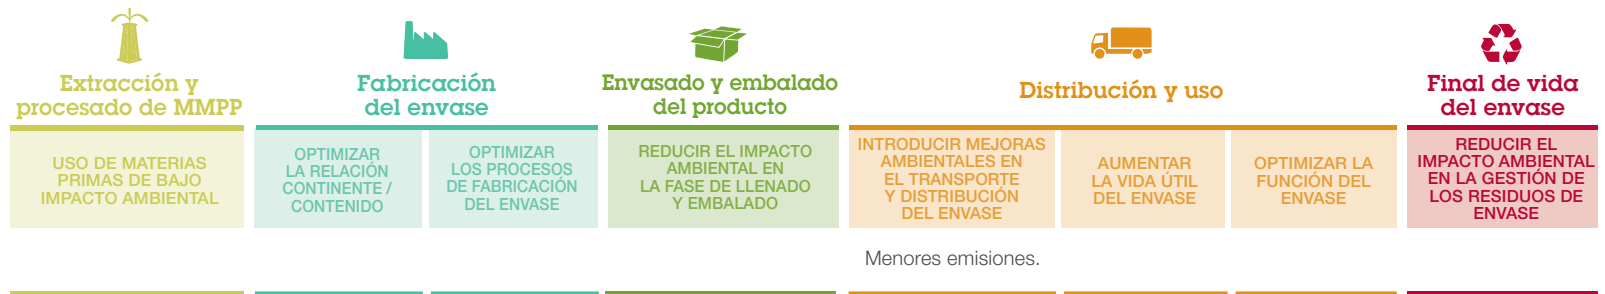 Extracción y
procesado de MMPP
Fabricación
del envase
Envasado y embalado
del producto
Distribución y uso
Final de vida
del envase
USO DE MATERIAS
PRIMAS DE BAJO
IMPACTO AMBIENTAL
OPTIMIZAR
LA RELACIÓN
CONTINENTE /
CONTENIDO
OPTIMIZAR
LOS PROCESOS
DE FABRICACIÓN
DEL ENVASE
REDUCIR EL IMPACTO
AMBIENTAL EN
LA FASE DE LLENADO
Y EMBALADO
INTRODUCIR MEJORAS
AMBIENTALES EN
EL TRANSPORTE
Y DISTRIBUCIÓN
DEL ENVASE
AUMENTAR
LA VIDA ÚTIL
DEL ENVASE
OPTIMIZAR LA
FUNCIÓN DEL
ENVASE
REDUCIR EL
IMPACTO AMBIENTAL
EN LA GESTIÓN DE
LOS RESIDUOS DE
ENVASE
Menores emisiones.